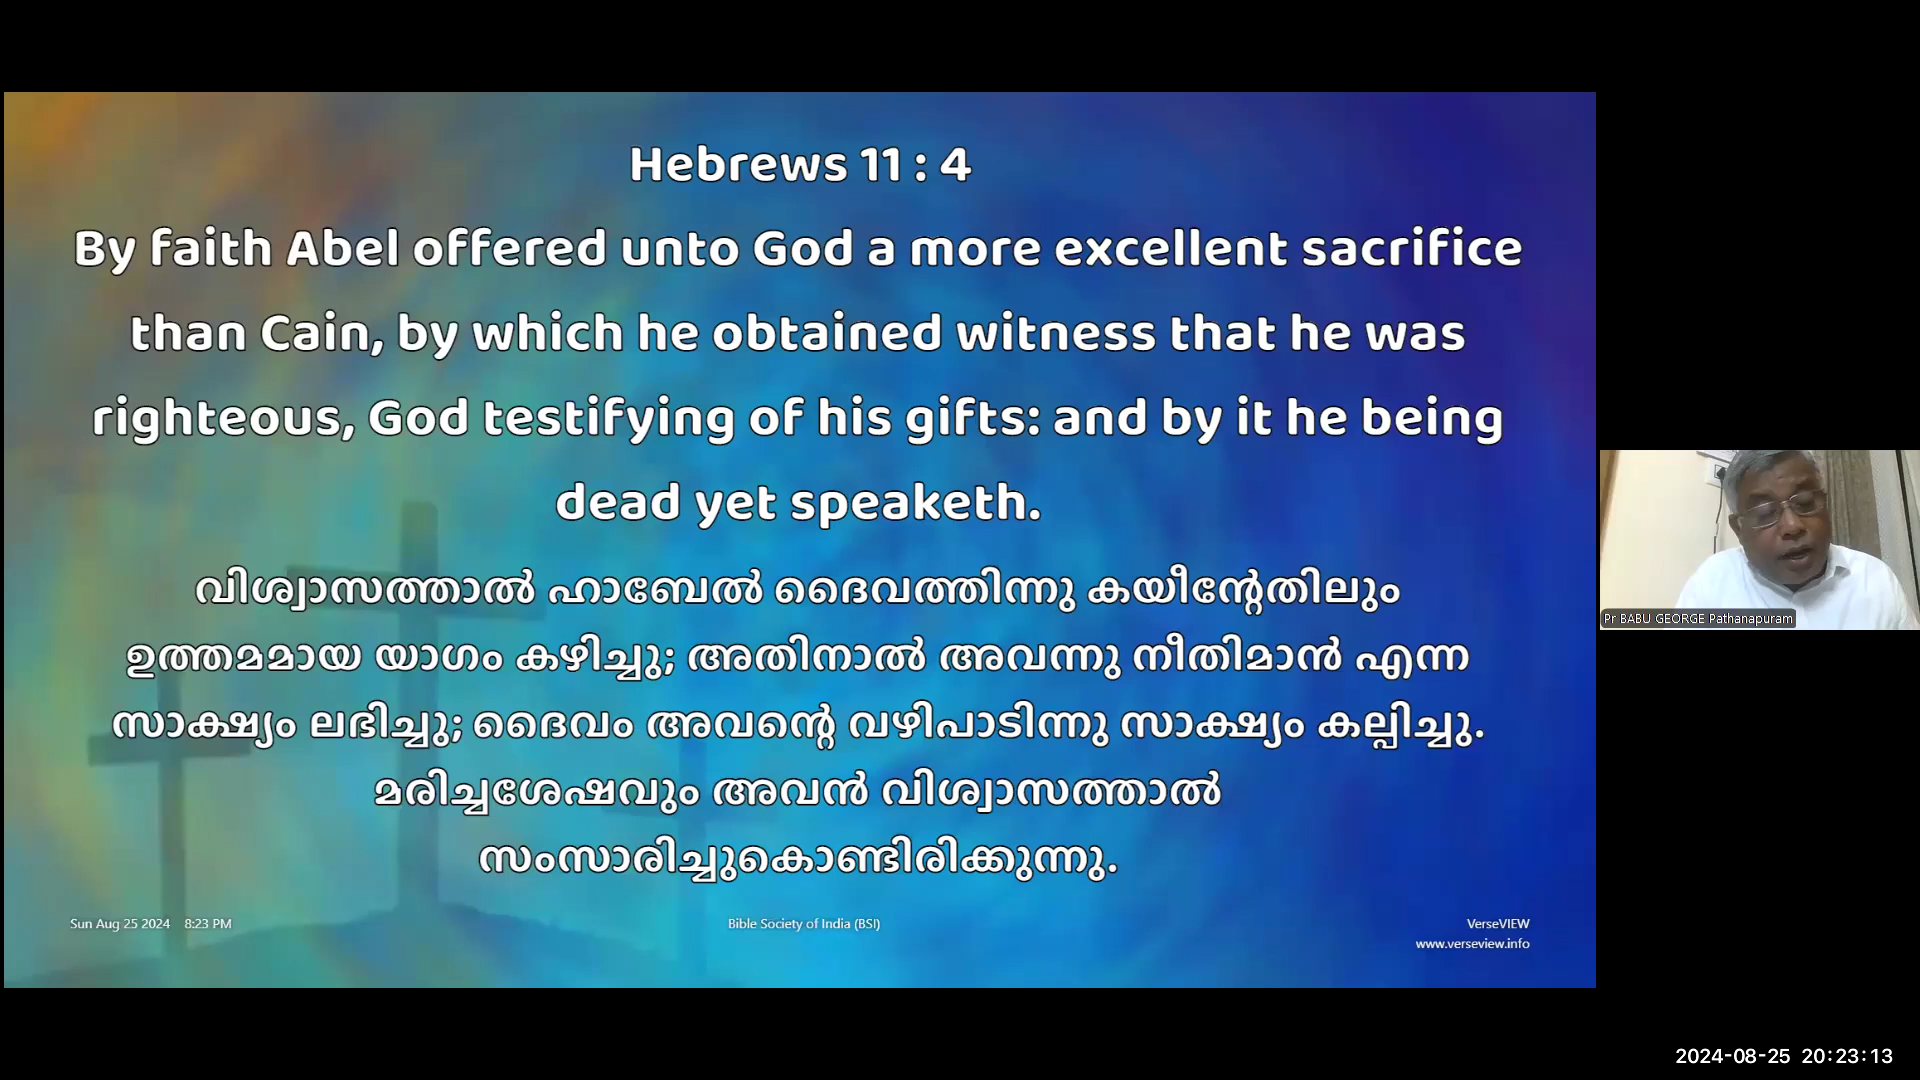 Hebrews 11 : 4
By faith Abel offered unto God a more excellent sacrifice
than Cain, by which he obtained witness that he was
righteous, God testifying of his gifts: and by it he being
dead yet speaketh.
വിശ്വാസത്താൽ ഹാബേൽ ദൈവത്തിന്നു കയീന്റേതിലും
ഉത്തമമായ യാഗം കഴിച്ചു; അതിനാൽ അവന്നു നീതിമാൻ എന്ന
സാക്ഷ്യം ലഭിച്ചു; ദൈവം അവന്റെ വഴിപാടിന്നു സാക്ഷ്യം കല്പിച്ചു.
മരിച്ചശേഷവും അവൻ വിശ്വാസത്താൽ
സംസാരിച്ചുകൊണ്ടിരിക്കുന്നു.
Sun Aug 25 2024 8:23 PM
Bible Society of India (BSI)
VerseVIEW
www.verseview.info
Pr BABU GEORGE Pathanapuram
2024-08-25 20:23:13